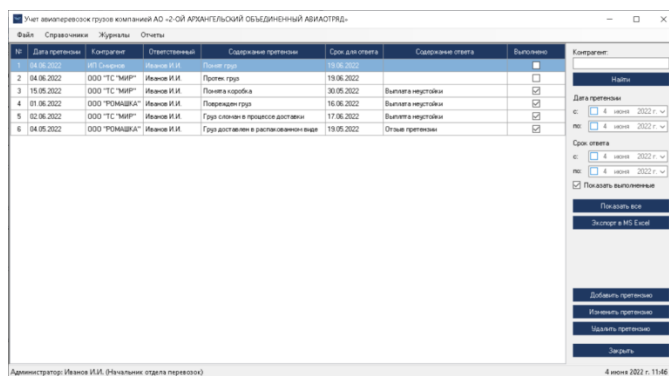 Учет авиаперевозок грузов компанией АО «2-ОЙ АРХАНГЕЛЬСКИЙ ОБЪЕДИНЕННЫЙ АВИАОТРЯД»
Файл Справочники Журналы Отчеты
№ Дата претензии Контрагент Ответственный Содержание претензии Срок для ответа Содержание ответа Выполнено
1 04.06.2022 ИП Смирнов Иванов И.И. Помят груз 19.06.2022
2 04.06.2022 ООО "ТС "МИР" Иванов И.И. Протек груз 19.06.2022
3 15.05.2022 ООО "ТС "МИР" Иванов И.И. Помята коробка 30.05.2022 Выплата неустойки
4 01.06.2022 ООО "РОМАШКА" Иванов И.И. Поврежден груз 16.06.2022 Выплата неустойки
5 02.06.2022 ООО "ТС "МИР" Иванов И.И. Груз сломан в процессе доставки 17.06.2022 Выплата неустойки
6 04.05.2022 ООО "РОМАШКА" Иванов И.И. Груз доставлен в распакованном виде 19.05.2022 Отзыв претензии
Контрагент:
Найти
Дата претензии
с: 4 июня 2022 г.
по: 4 июня 2022 г.
Срок ответа
с: 4 июня 2022 г.
по: 4 июня 2022 г.
Показать выполненные
Показать все
Экспорт в MS Excel
Добавить претензию
Изменить претензию
Удалить претензию
Закрыть
Администратор: Иванов И.И. (Начальник отдела перевозок) 4 июня 2022 г. 11:46